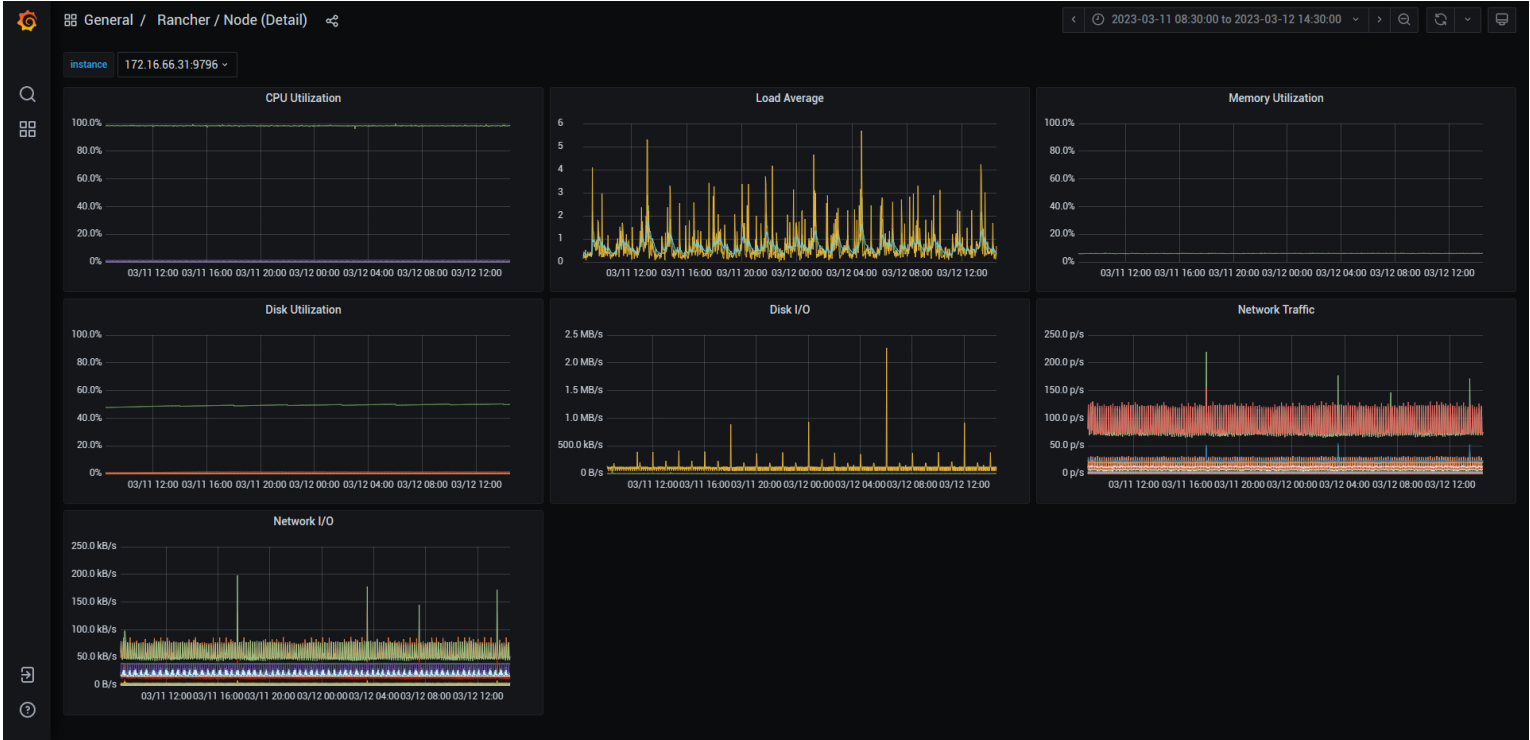 General / Rancher / Node (Detail)
2023-03-11 08:30:00 to 2023-03-12 14:30:00
instance 172.16.66.31:9796
CPU Utilization
100.0%
80.0%
60.0%
40.0%
20.0%
0%
03/11 12:00 03/11 16:00 03/11 20:00 03/12 00:00 03/12 04:00 03/12 08:00 03/12 12:00
Load Average
6
5
4
3
2
1
0
03/11 12:00 03/11 16:00 03/11 20:00 03/12 00:00 03/12 04:00 03/12 08:00 03/12 12:00
Memory Utilization
100.0%
80.0%
60.0%
40.0%
20.0%
0%
03/11 12:00 03/11 16:00 03/11 20:00 03/12 00:00 03/12 04:00 03/12 08:00 03/12 12:00
Disk Utilization
100.0%
80.0%
60.0%
40.0%
20.0%
0%
03/11 12:00 03/11 16:00 03/11 20:00 03/12 00:00 03/12 04:00 03/12 08:00 03/12 12:00
Disk I/O
2.5 MB/s
2.0 MB/s
1.5 MB/s
1.0 MB/s
500.0 kB/s
0 B/s
03/11 12:00 03/11 16:00 03/11 20:00 03/12 00:00 03/12 04:00 03/12 08:00 03/12 12:00
Network Traffic
250.0 p/s
200.0 p/s
150.0 p/s
100.0 p/s
50.0 p/s
0 p/s
03/11 12:00 03/11 16:00 03/11 20:00 03/12 00:00 03/12 04:00 03/12 08:00 03/12 12:00
Network I/O
250.0 kB/s
200.0 kB/s
150.0 kB/s
100.0 kB/s
50.0 kB/s
0 B/s
03/11 12:00 03/11 16:00 03/11 20:00 03/12 00:00 03/12 04:00 03/12 08:00 03/12 12:00